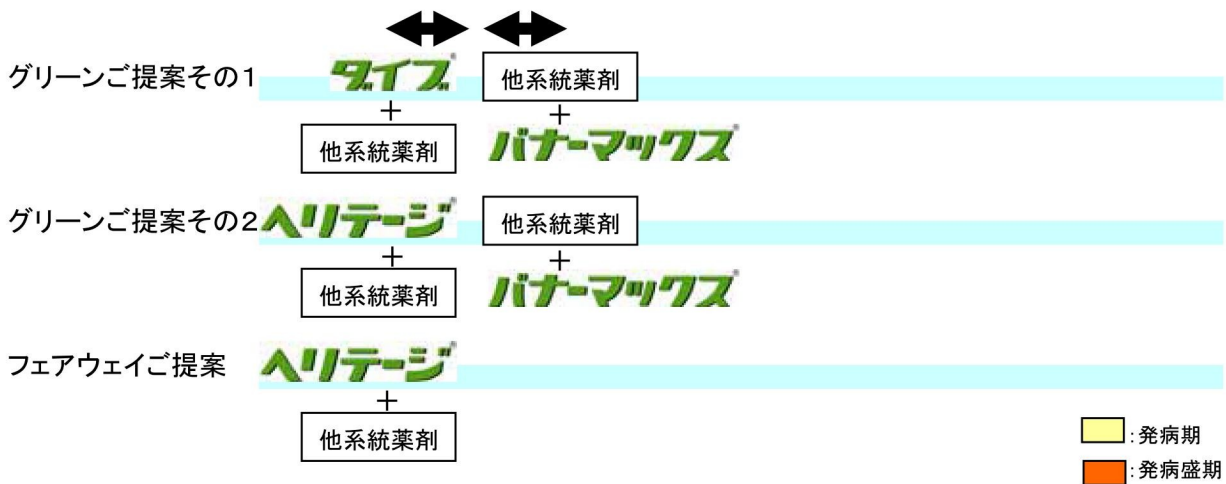 グリーンご提案その1
ダイブ®
+
他系統薬剤
他系統薬剤
+
バナーマックス®
グリーンご提案その2
ヘリテージ®
+
他系統薬剤
他系統薬剤
+
バナーマックス®
フェアウェイご提案
ヘリテージ®
+
他系統薬剤
:発病期
:発病盛期